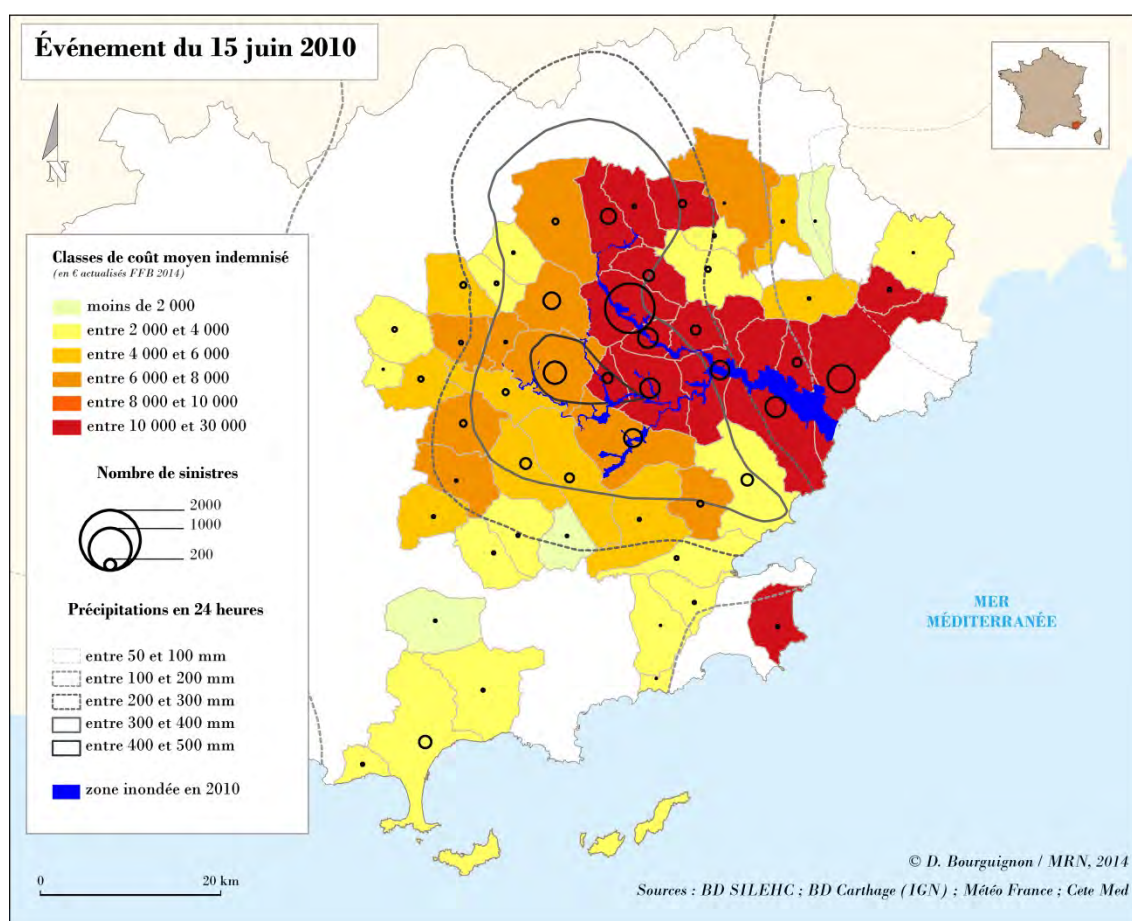 Événement du 15 juin 2010
N
Classes de coût moyen indemnisé
(en € actualisés FFB 2014)
moins de 2 000
entre 2 000 et 4 000
entre 4 000 et 6 000
entre 6 000 et 8 000
entre 8 000 et 10 000
entre 10 000 et 30 000
Nombre de sinistres
2000
1000
200
Précipitations en 24 heures
entre 50 et 100 mm
entre 100 et 200 mm
entre 200 et 300 mm
entre 300 et 400 mm
entre 400 et 500 mm
zone inondée en 2010
MER
MÉDITERRANÉE
0 20 km
© D. Bourguignon / MRN, 2014
Sources : BD SILEHC ; BD Carthage (IGN) ; Météo France ; Cete Med